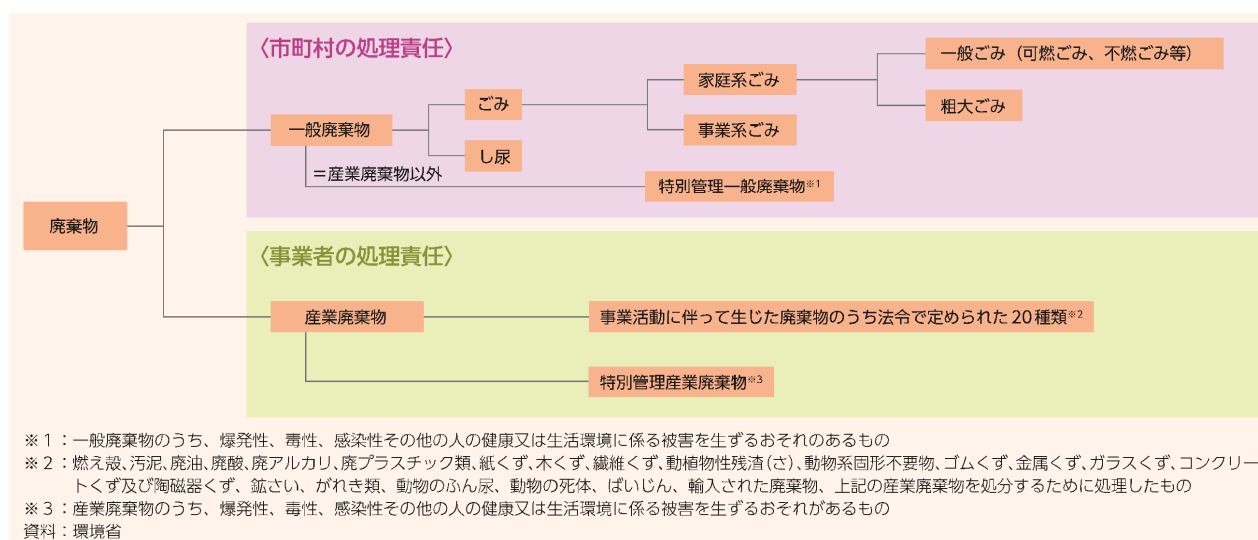 〈市町村の処理責任〉
一般ごみ（可燃ごみ、不燃ごみ等）
家庭系ごみ
ごみ
粗大ごみ
一般廃棄物
事業系ごみ
し尿
＝産業廃棄物以外
特別管理一般廃棄物※1
廃棄物
〈事業者の処理責任〉
産業廃棄物
事業活動に伴って生じた廃棄物のうち法令で定められた20種類※2
特別管理産業廃棄物※3
※１：一般廃棄物のうち、爆発性、毒性、感染性その他の人の健康又は生活環境に係る被害を生ずるおそれのあるもの
※２：燃え殻、汚泥、廃油、廃酸、廃アルカリ、廃プラスチック類、紙くず、木くず、繊維くず、動植物性残渣（さ）、動物系固形不要物、ゴムくず、金属くず、ガラスくず、コンクリー
トくず及び陶磁器くず、鉱さい、がれき類、動物のふん尿、動物の死体、ばいじん、輸入された廃棄物、上記の産業廃棄物を処分するために処理したもの
※３：産業廃棄物のうち、爆発性、毒性、感染性その他の人の健康又は生活環境に係る被害を生ずるおそれがあるもの
資料：環境省